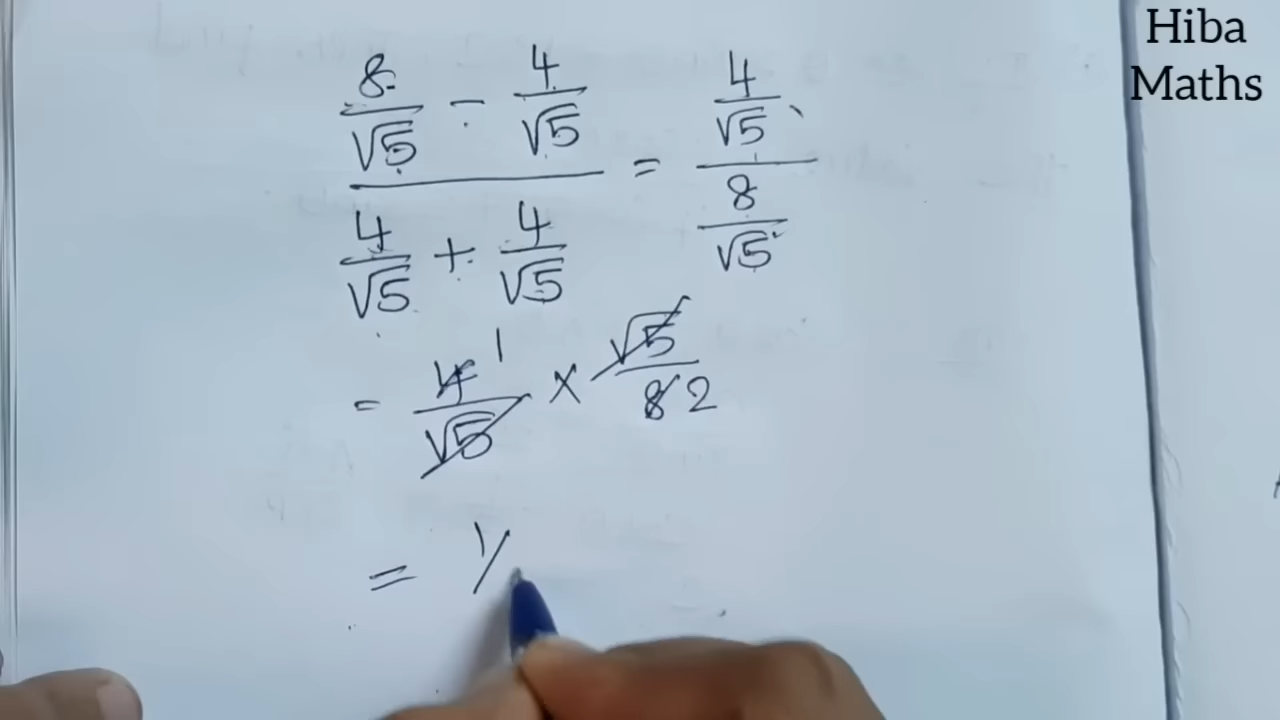 Hiba
Maths
8/√5 − 4/√5 = 4/√5
4/√5 + 4/√5   8/√5
= 4 1/√5 × √5/8 2
= 1/